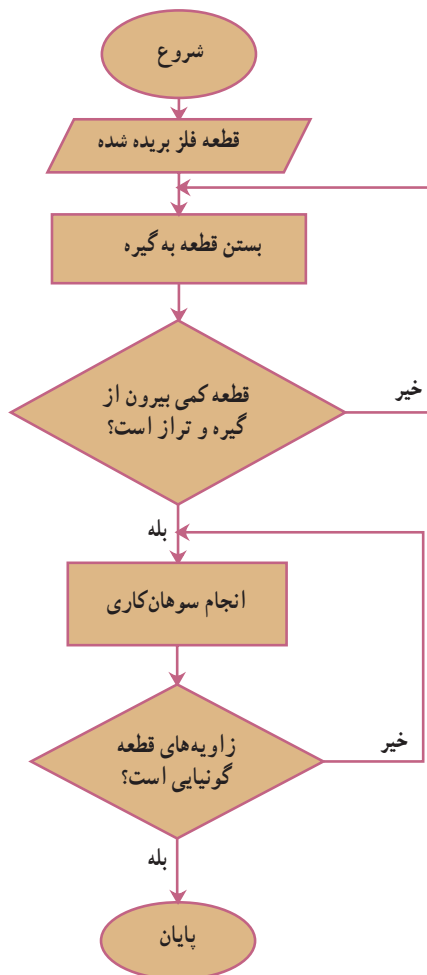 شروع
قطعه فلز بریده شده
بستن قطعه به گیره
قطعه کمی بیرون از
گیره و تراز است؟
خیر
بله
انجام سوهان‌کاری
زاویه‌های قطعه
گونیایی است؟
خیر
بله
پایان